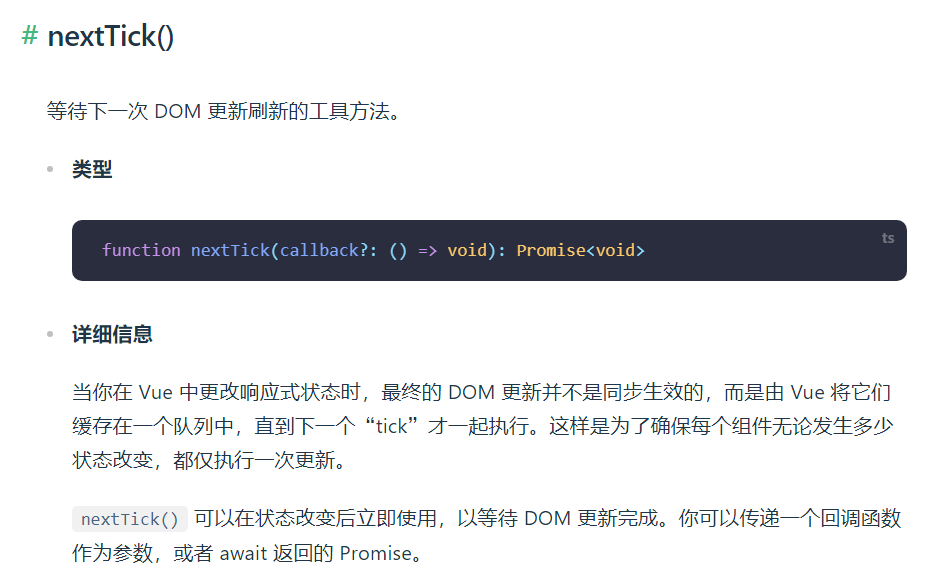 # nextTick()
等待下一次 DOM 更新刷新的工具方法。
类型
ts
function nextTick(callback?: () => void): Promise<void>
详细信息
当你在 Vue 中更改响应式状态时，最终的 DOM 更新并不是同步生效的，而是由 Vue 将它们
缓存在一个队列中，直到下一个“tick”才一起执行。这样是为了确保每个组件无论发生多少
状态改变，都仅执行一次更新。
nextTick() 可以在状态改变后立即使用，以等待 DOM 更新完成。你可以传递一个回调函数
作为参数，或者 await 返回的 Promise。